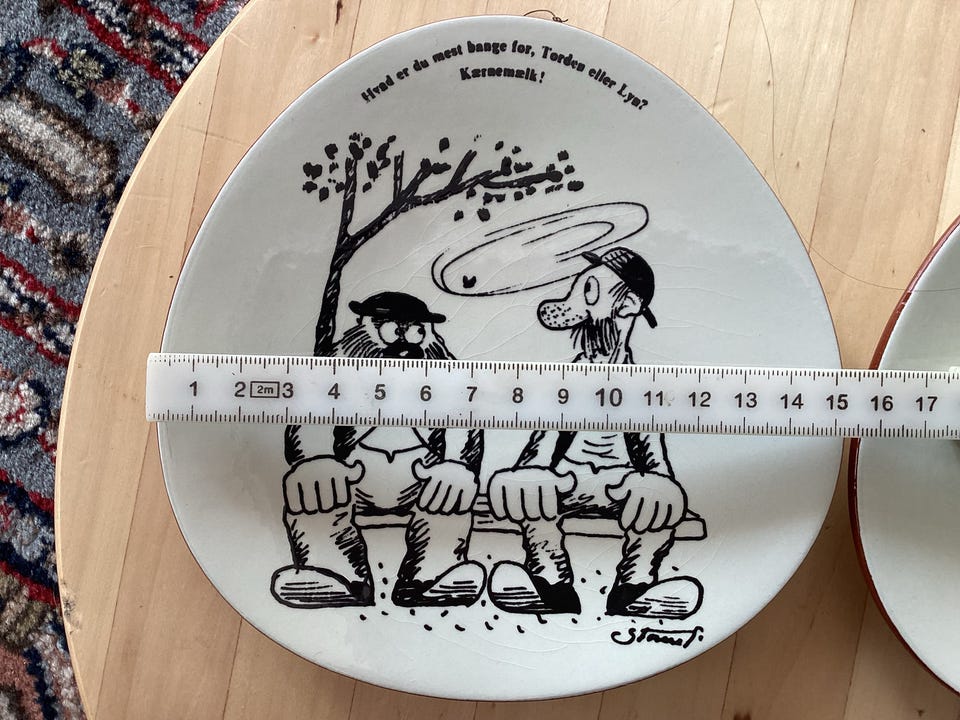 Hvad er du mest bange for, Torden eller Lyn?
Kærnemælk!
1 2 2m 3 4 5 6 7 8 9 10 11 12 13 14 15 16 17
Storm P.